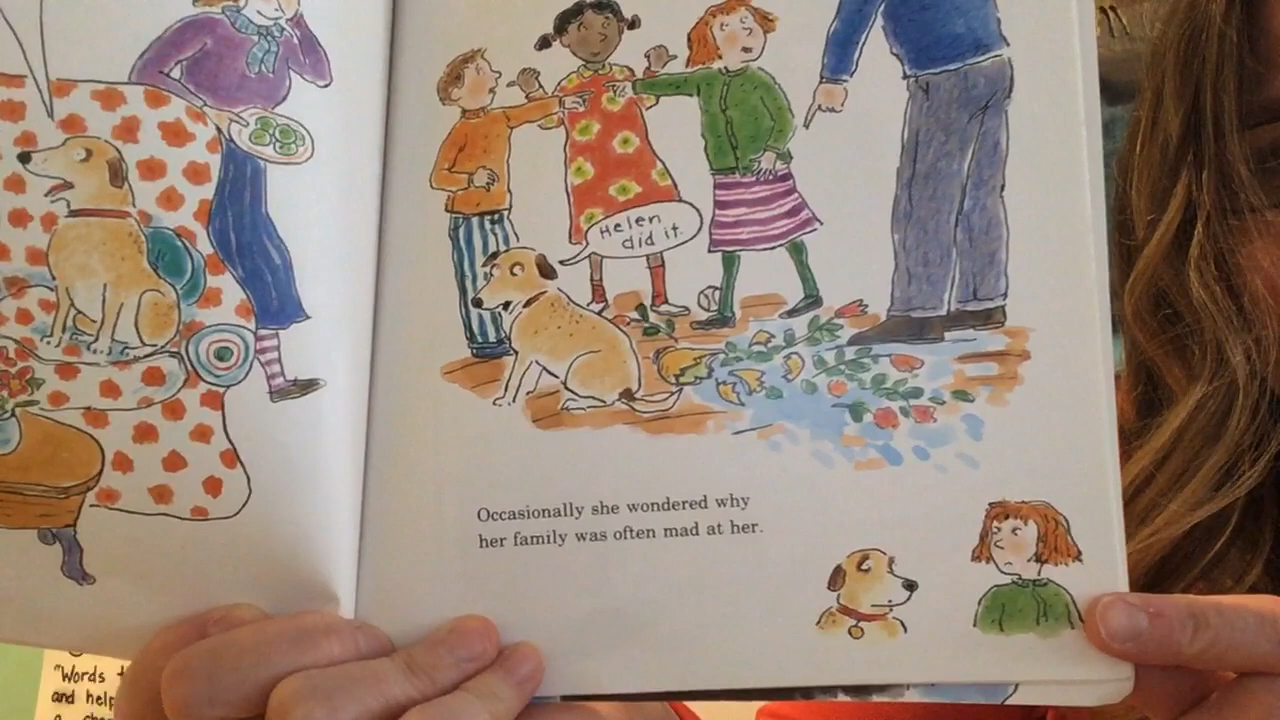 Helen
did it.
Occasionally she wondered why
her family was often mad at her.
"Words
and help
a